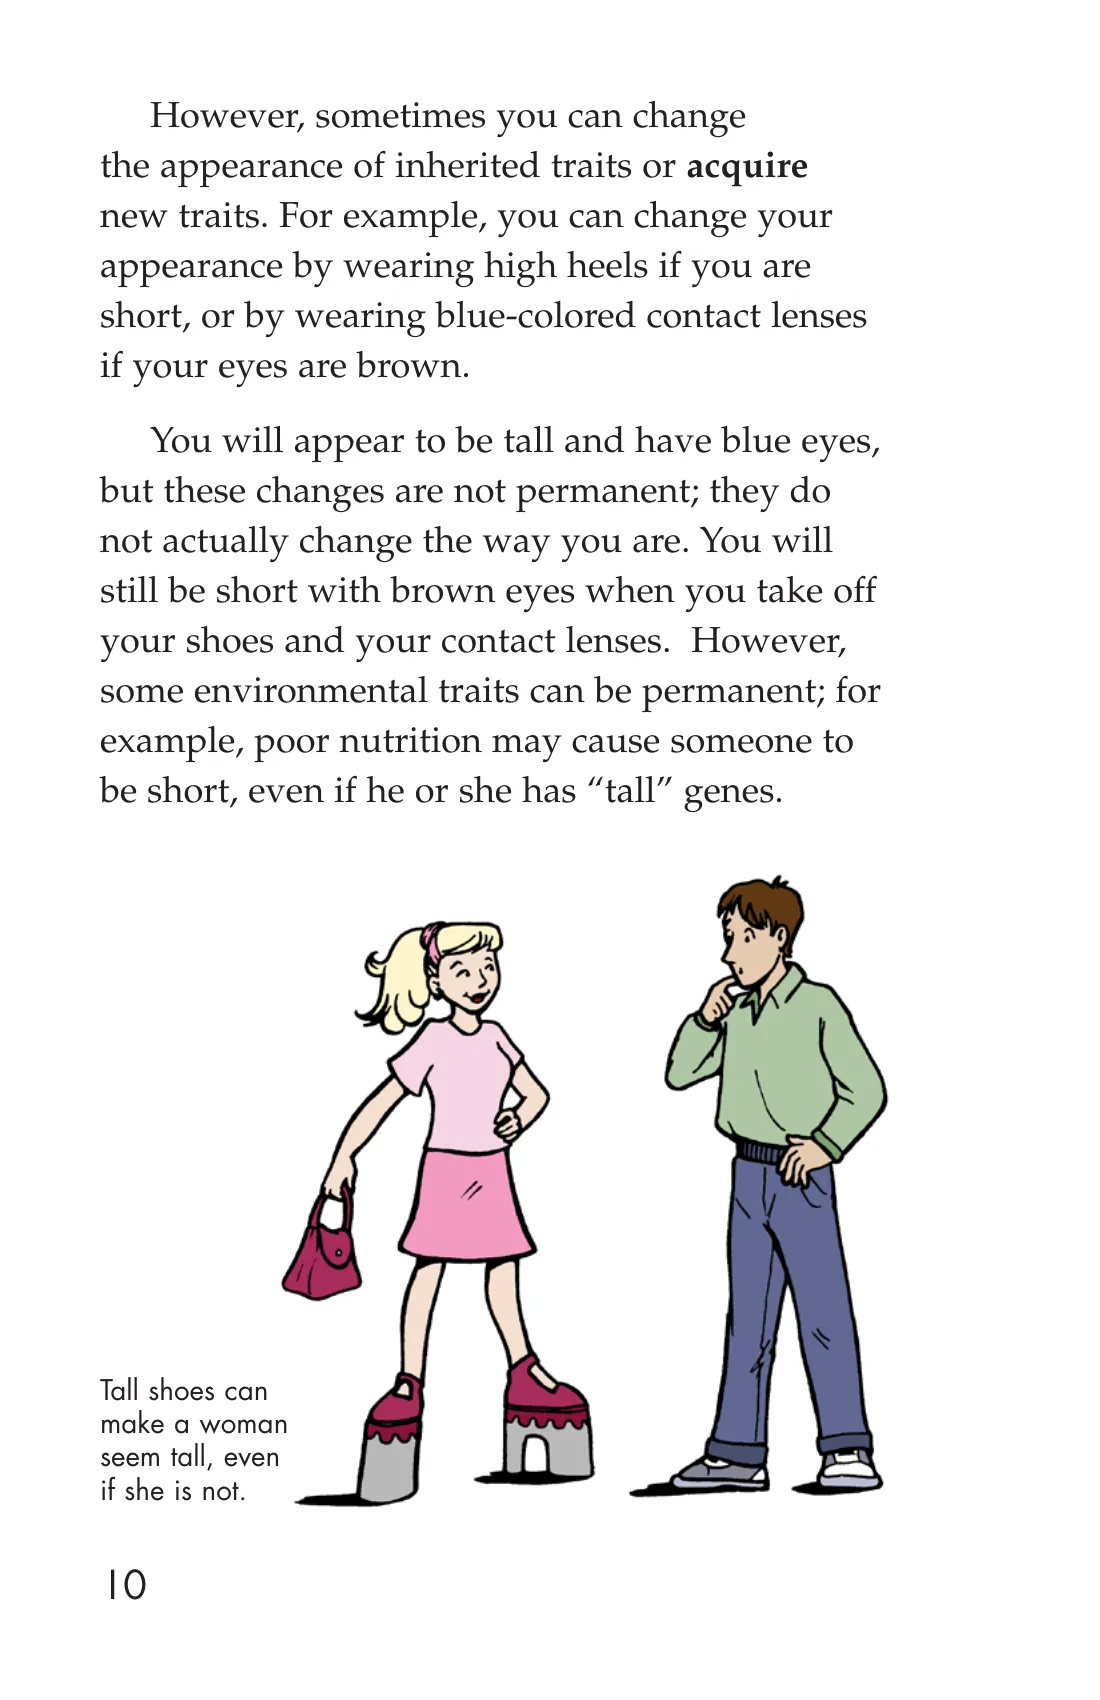 However, sometimes you can change
the appearance of inherited traits or acquire
new traits. For example, you can change your
appearance by wearing high heels if you are
short, or by wearing blue-colored contact lenses
if your eyes are brown.
You will appear to be tall and have blue eyes,
but these changes are not permanent; they do
not actually change the way you are. You will
still be short with brown eyes when you take off
your shoes and your contact lenses.  However,
some environmental traits can be permanent; for
example, poor nutrition may cause someone to
be short, even if he or she has “tall” genes.
Tall shoes can
make a woman
seem tall, even
if she is not.
10